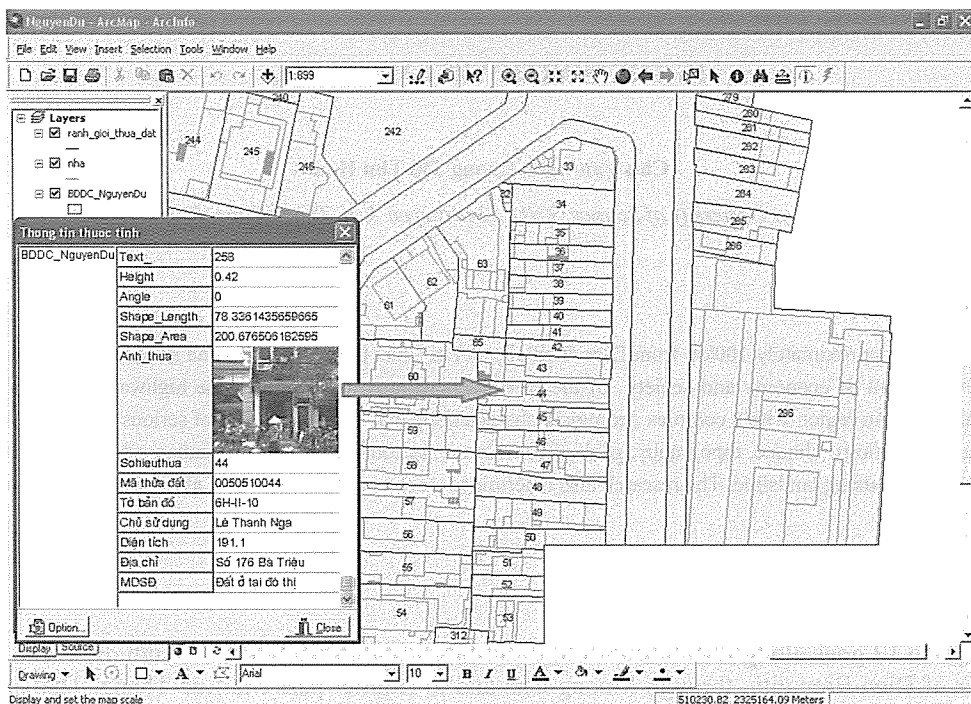 NguyenDu - ArcMap - ArcInfo
File Edit View Insert Selection Tools Window Help
1:699
Layers
ranh_gioi_thua_dat
nha
BDDC_NguyenDu
Thong tin thuoc tinh
BDDC_NguyenDu Text_ 258
Height 0.42
Angle 0
Shape_Length 78.3361435659665
Shape_Area 200.676506162595
Anh_thua
Sohieuthua 44
Mã thửa đất 0050510044
Tờ bản đồ 6H-II-10
Chủ sử dụng Lê Thanh Nga
Diện tích 191.1
Địa chỉ Số 176 Bà Triệu
MDSD Đất ở tại đô thị
Option... Close
240
244
245
246
242
33
22
34
35
36
37
38
39
40
41
42
43
44
45
46
47
48
49
50
51
52
53
54
55
56
57
58
59
60
61
62
63
65
312
279
280
281
282
283
284
285
286
296
Display Source
Drawing Arial 10 B I U A
Display and set the map scale
510230.82 2325164.09 Meters